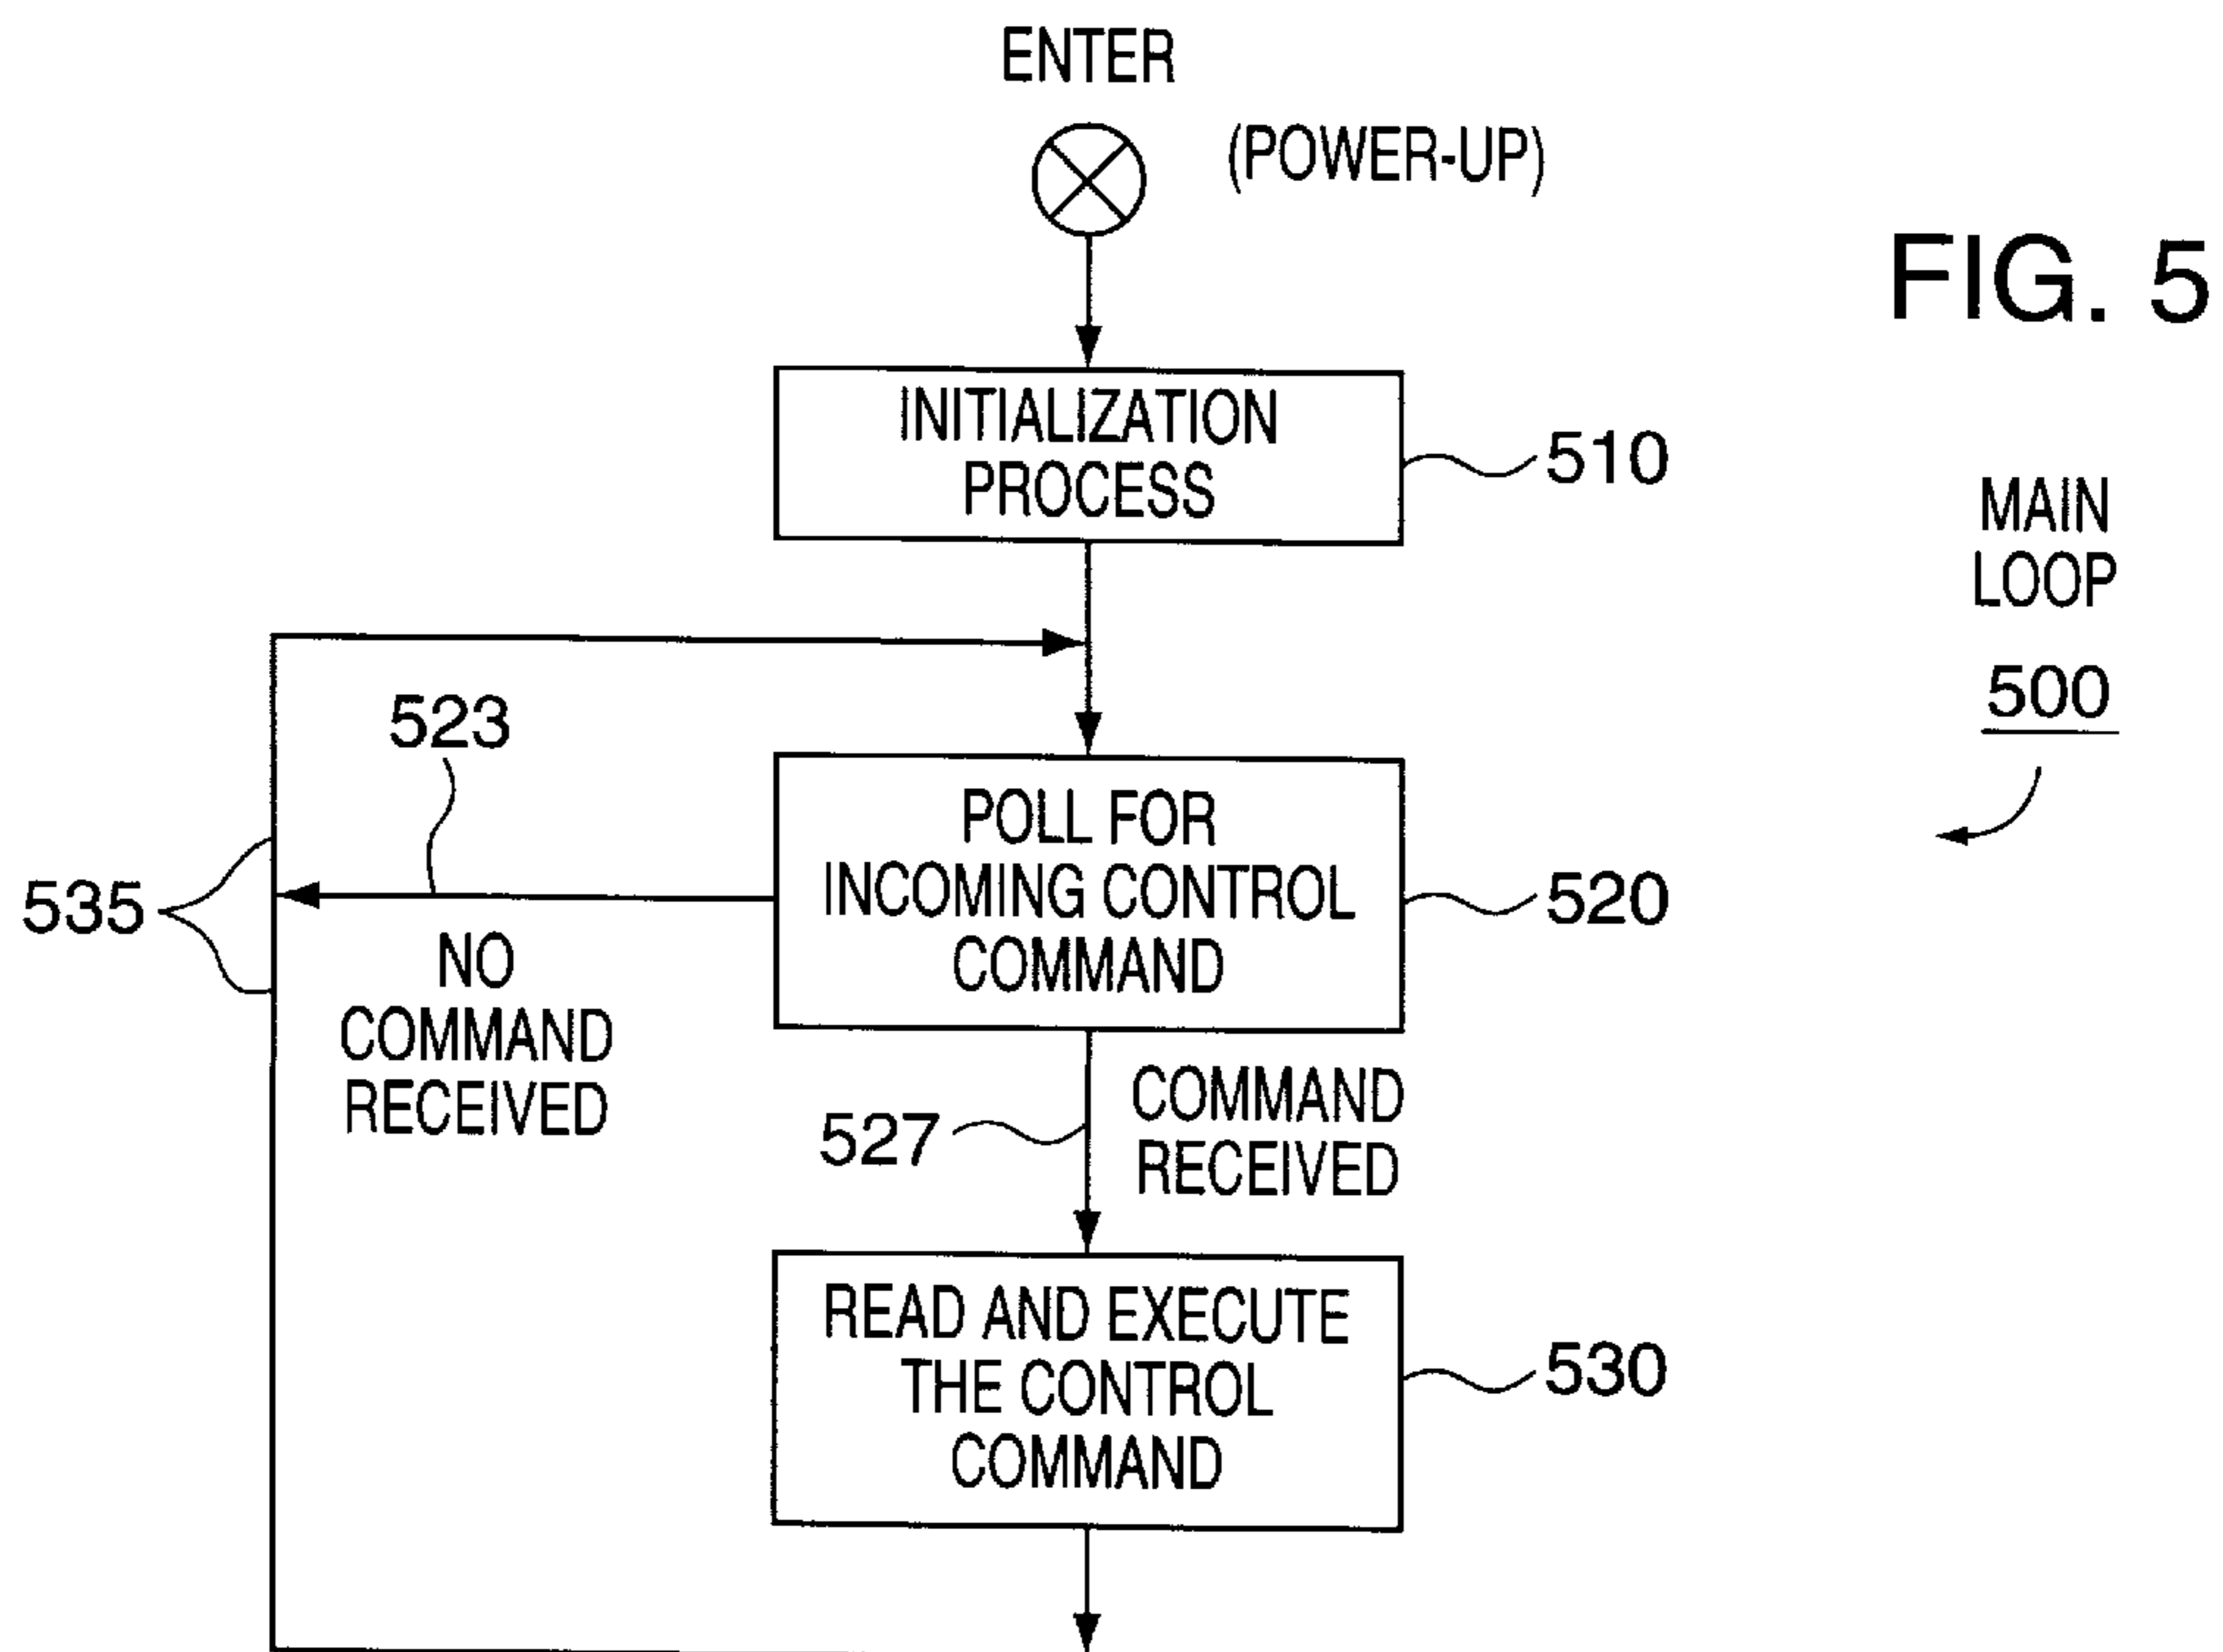 ENTER
(POWER-UP)
FIG. 5
INITIALIZATION
PROCESS
510
MAIN
LOOP
500
523
POLL FOR
INCOMING CONTROL
COMMAND
520
535
NO
COMMAND
RECEIVED
527
COMMAND
RECEIVED
READ AND EXECUTE
THE CONTROL
COMMAND
530